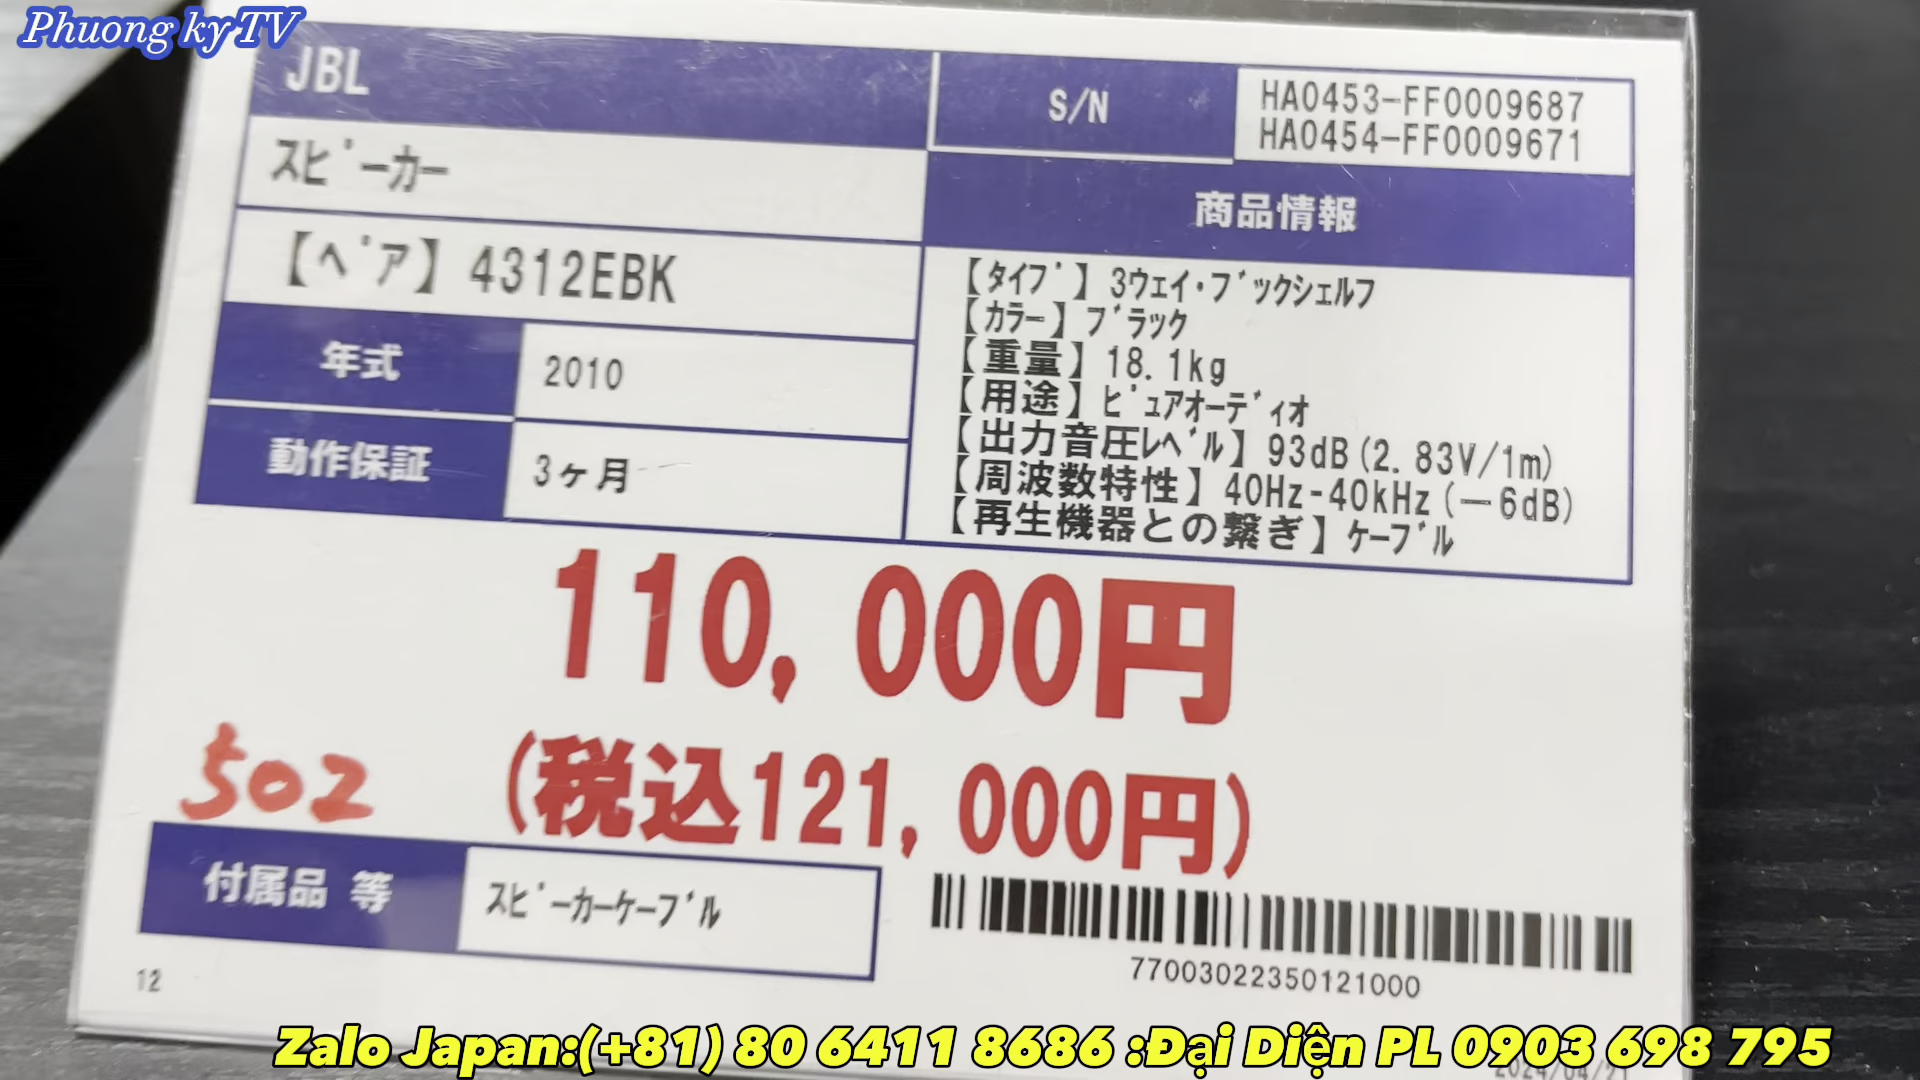 Phuong ky TV
JBL
S/N
HA0453-FF0009687
HA0454-FF0009671
スピーカー
商品情報
【ペア】4312EBK
【タイプ】3ウェイ・ブックシェルフ
【カラー】ブラック
【重量】18.1kg
【用途】ピュアオーディオ
【出力音圧レベル】93dB(2.83V/1m)
【周波数特性】40Hz-40kHz(－6dB)
【再生機器との繋ぎ】ケーブル
年式
2010
動作保証
3ヶ月
110,000円
502
(税込121,000円)
付属品 等
スピーカーケーブル
77003022350121000
12
Zalo Japan:(+81) 80 6411 8686 :Đại Diện PL 0903 698 795